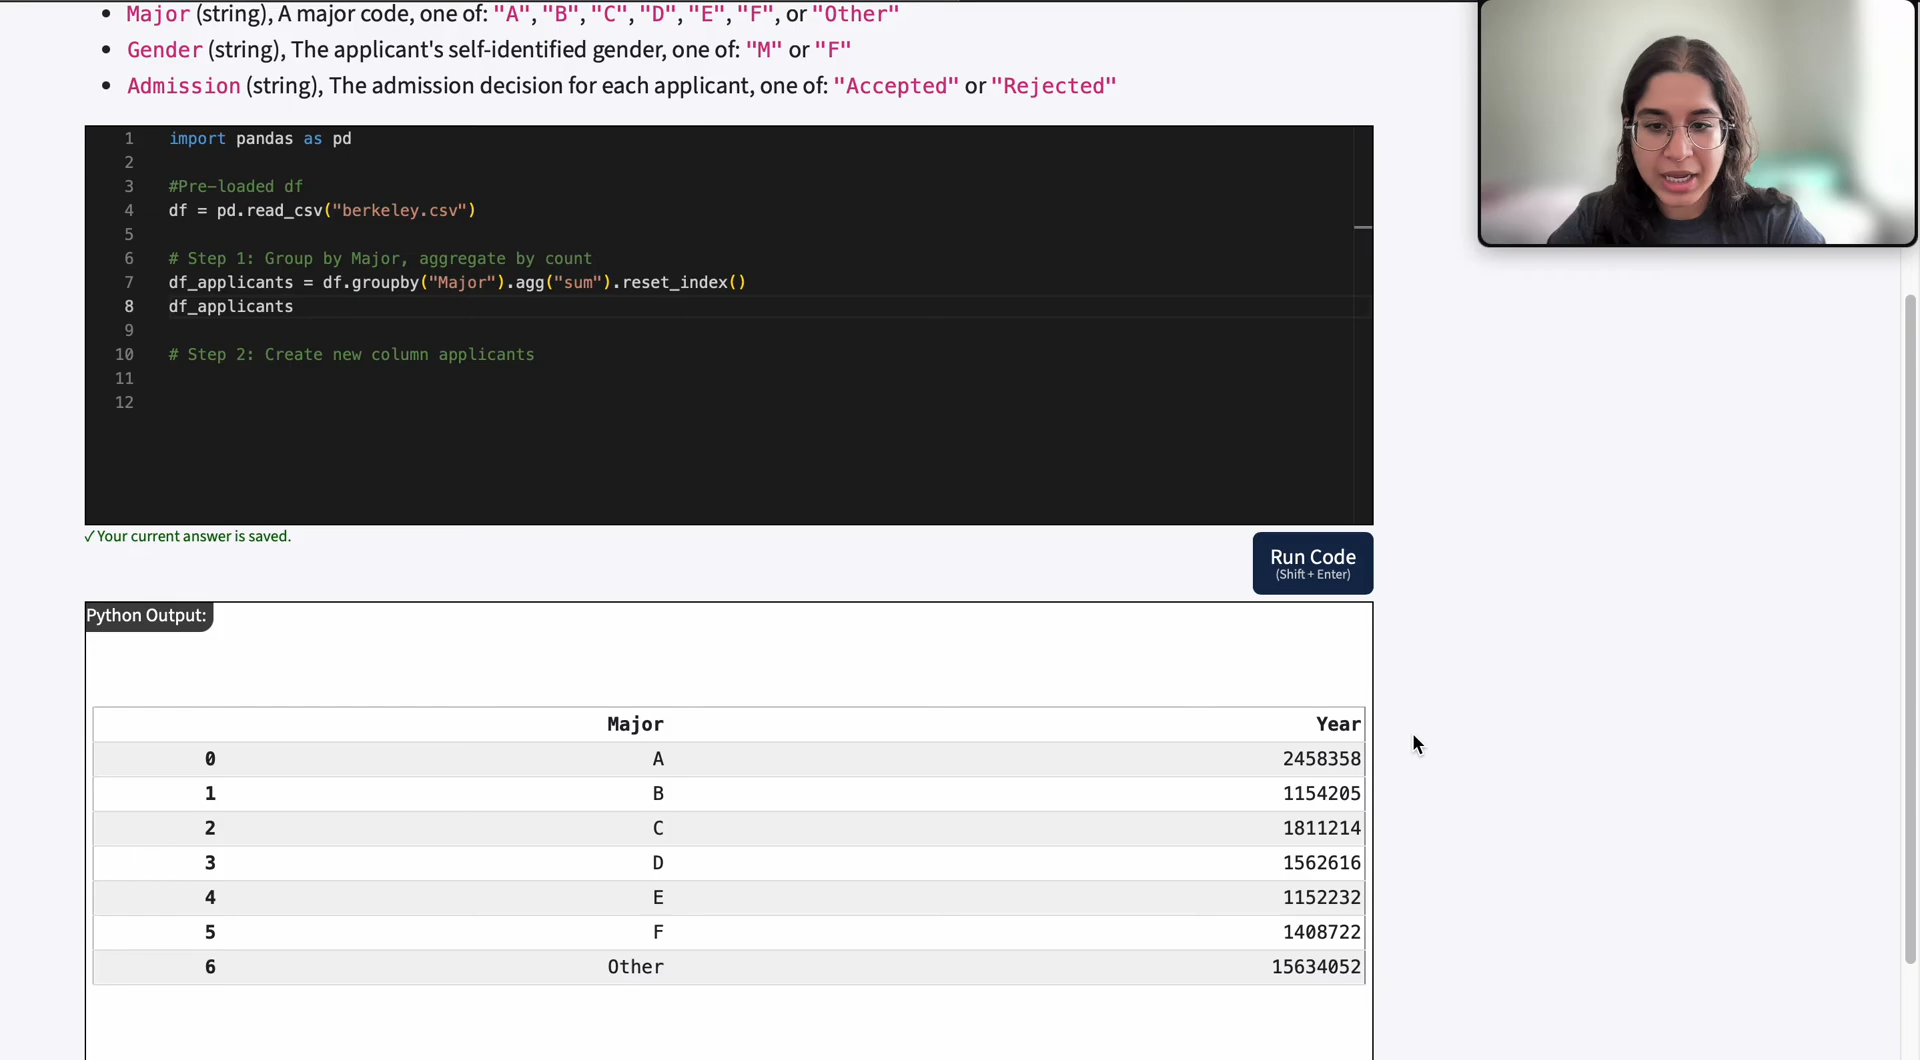 • Major (string), A major code, one of: "A", "B", "C", "D", "E", "F", or "Other"
• Gender (string), The applicant's self-identified gender, one of: "M" or "F"
• Admission (string), The admission decision for each applicant, one of: "Accepted" or "Rejected"
1 import pandas as pd
2
3 #Pre-loaded df
4 df = pd.read_csv("berkeley.csv")
5
6 # Step 1: Group by Major, aggregate by count
7 df_applicants = df.groupby("Major").agg("sum").reset_index()
8 df_applicants
9
10 # Step 2: Create new column applicants
11
12
✓Your current answer is saved.
Run Code
(Shift + Enter)
Python Output:
Major Year
0 A 2458358
1 B 1154205
2 C 1811214
3 D 1562616
4 E 1152232
5 F 1408722
6 Other 15634052